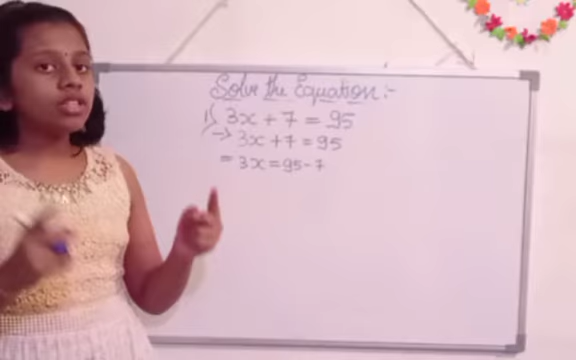 Solve the Equation:-
1) 3x + 7 = 95
→ 3x + 7 = 95
= 3x = 95 - 7